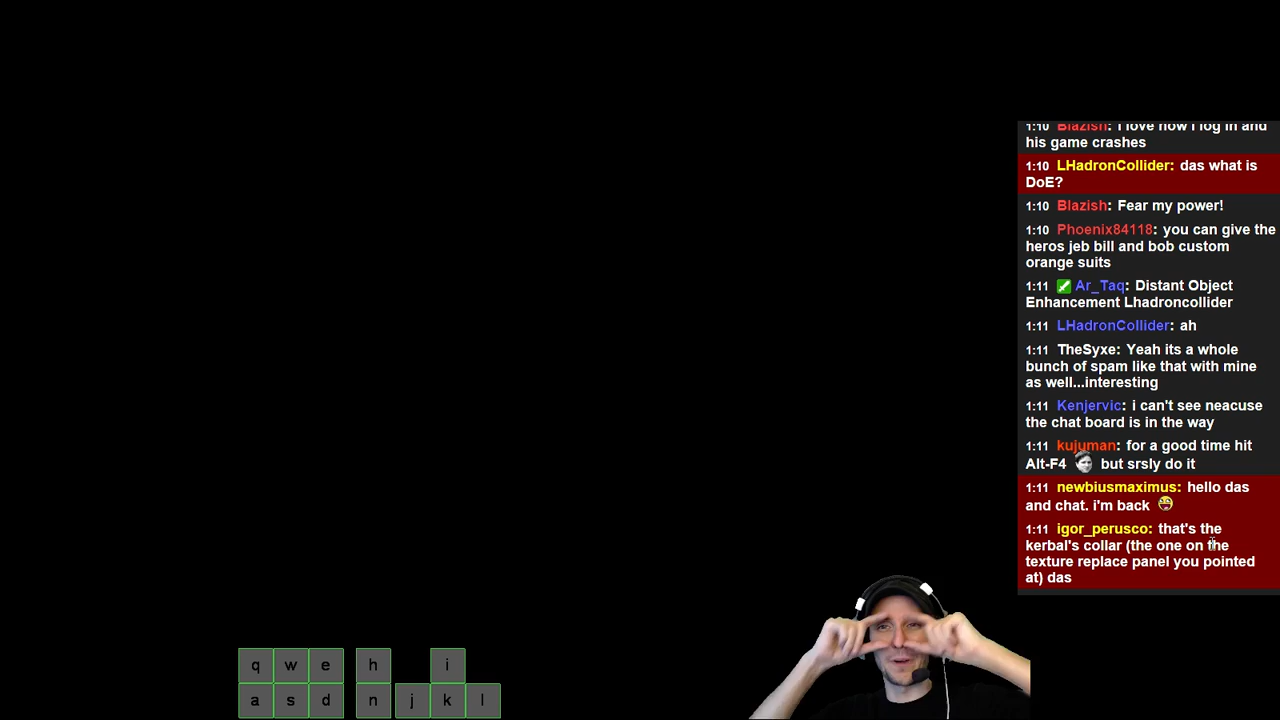 1:10 Blazish: I love how I log in and
his game crashes
1:10 LHadronCollider: das what is
DoE?
1:10 Blazish: Fear my power!
1:10 Phoenix84118: you can give the
heros jeb bill and bob custom
orange suits
1:11 Ar_Taq: Distant Object
Enhancement Lhadroncollider
1:11 LHadronCollider: ah
1:11 TheSyxe: Yeah its a whole
bunch of spam like that with mine
as well...interesting
1:11 Kenjervic: i can't see neacuse
the chat board is in the way
1:11 kujuman: for a good time hit
Alt-F4 but srsly do it
1:11 newbiusmaximus: hello das
and chat. i'm back
1:11 igor_perusco: that's the
kerbal's collar (the one on the
texture replace panel you pointed
at) das
q w e h i
a s d n j k l